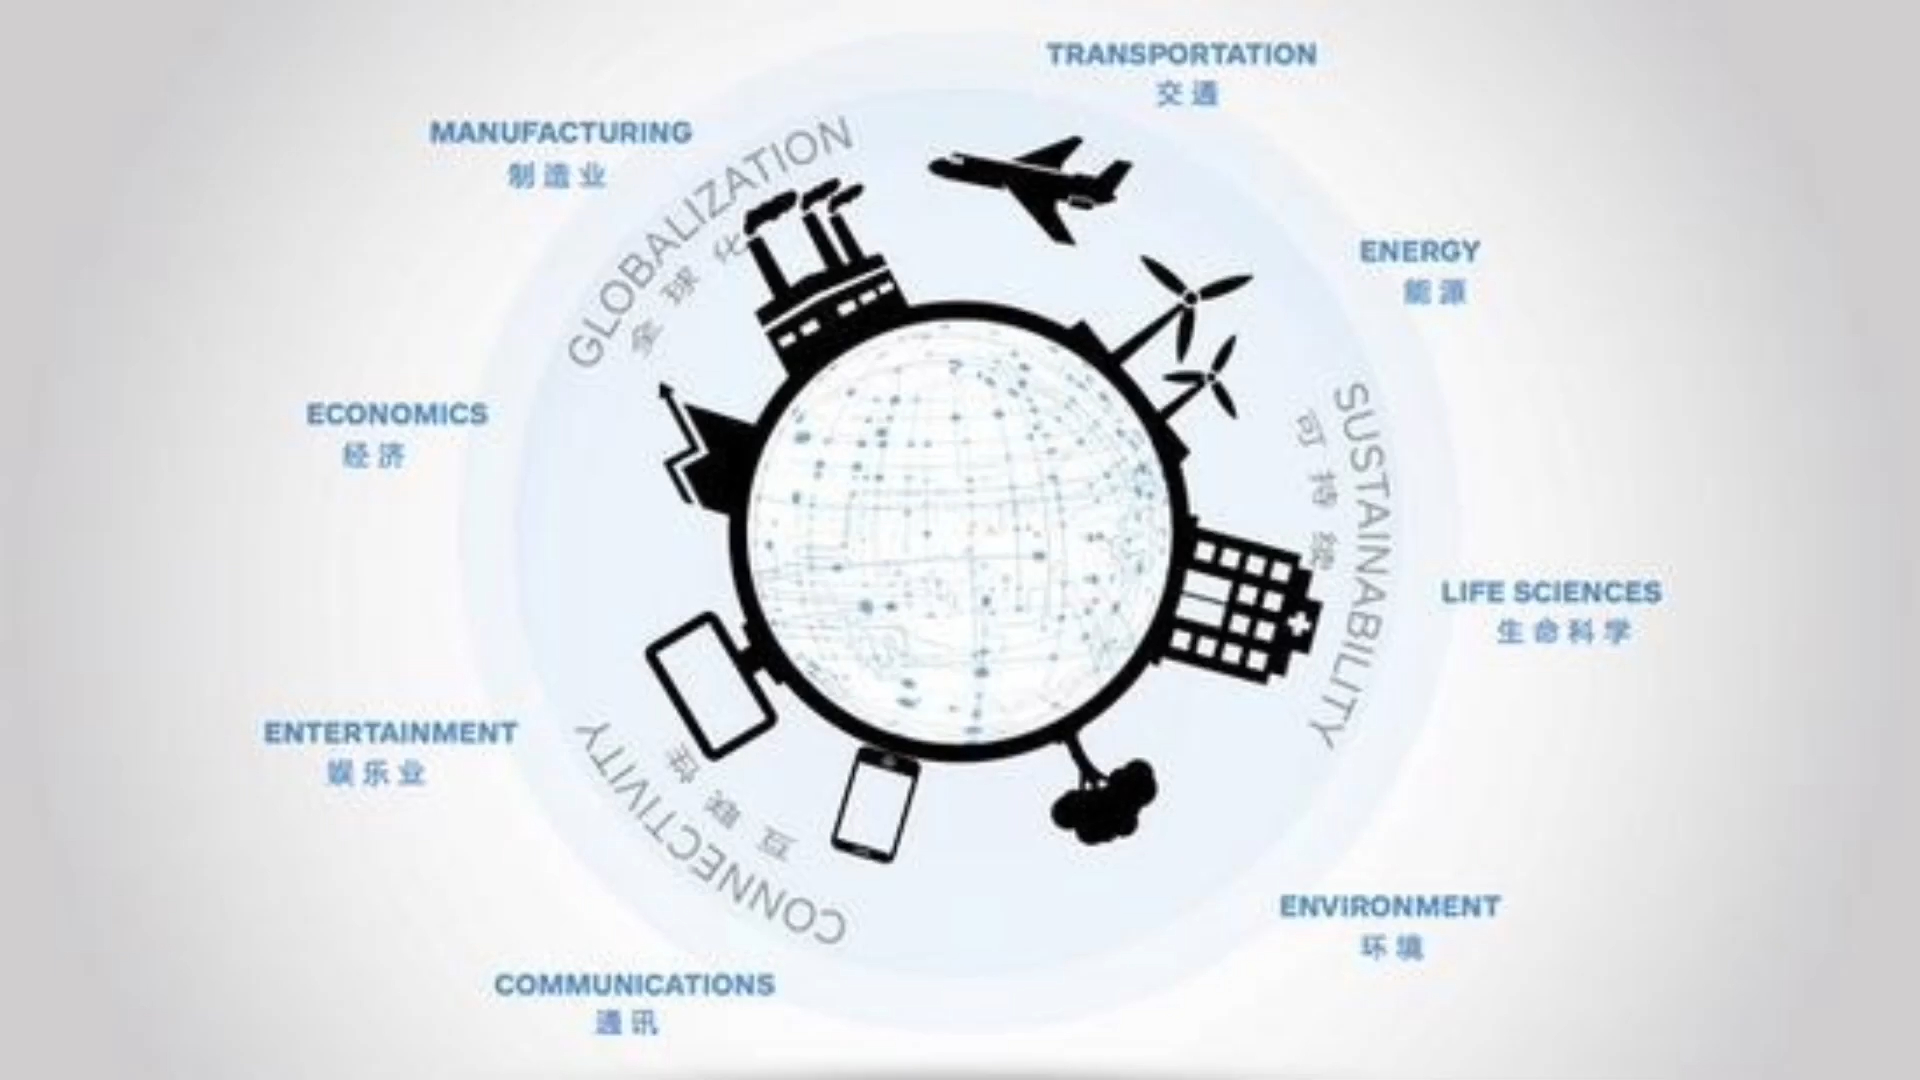 TRANSPORTATION
交通
MANUFACTURING
制造业
GLOBALIZATION
全球化
ENERGY
能源
ECONOMICS
经济
SUSTAINABILITY
可持续
LIFE SCIENCES
生命科学
ENTERTAINMENT
娱乐业
CONNECTIVITY
互联性
ENVIRONMENT
环境
COMMUNICATIONS
通讯